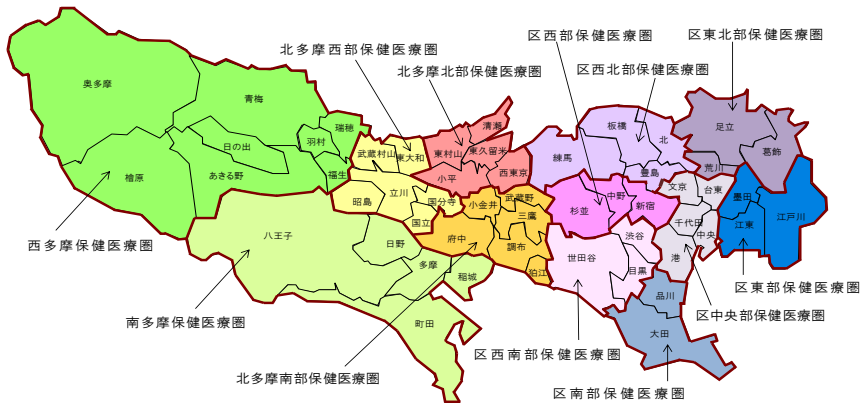 区西部保健医療圏
区東北部保健医療圏
北多摩西部保健医療圏
北多摩北部保健医療圏
区西北部保健医療圏
奥多摩
青梅
瑞穂
羽村
日の出
あきる野
福生
檜原
西多摩保健医療圏
武蔵村山
東大和
昭島
立川
国分寺
国立
清瀬
東村山
東久留米
小平
西東京
小金井
武蔵野
三鷹
府中
調布
狛江
八王子
日野
多摩
稲城
町田
南多摩保健医療圏
北多摩南部保健医療圏
練馬
板橋
北
豊島
杉並
中野
新宿
足立
葛飾
荒川
文京
台東
千代田
中央
港
墨田
江東
江戸川
世田谷
渋谷
目黒
品川
大田
区東部保健医療圏
区中央部保健医療圏
区西南部保健医療圏
区南部保健医療圏